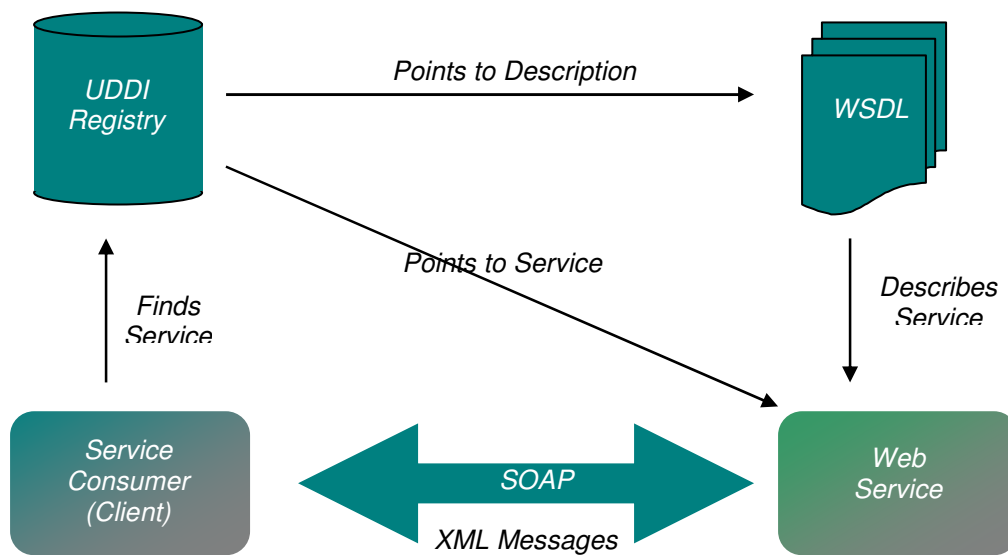 UDDI
Registry
Points to Description
WSDL
Points to Service
Finds
Service
Describes
Service
Service
Consumer
(Client)
SOAP
XML Messages
Web
Service